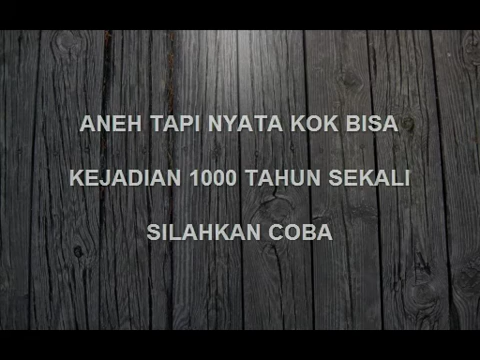 ANEH TAPI NYATA KOK BISA
KEJADIAN 1000 TAHUN SEKALI
SILAHKAN COBA